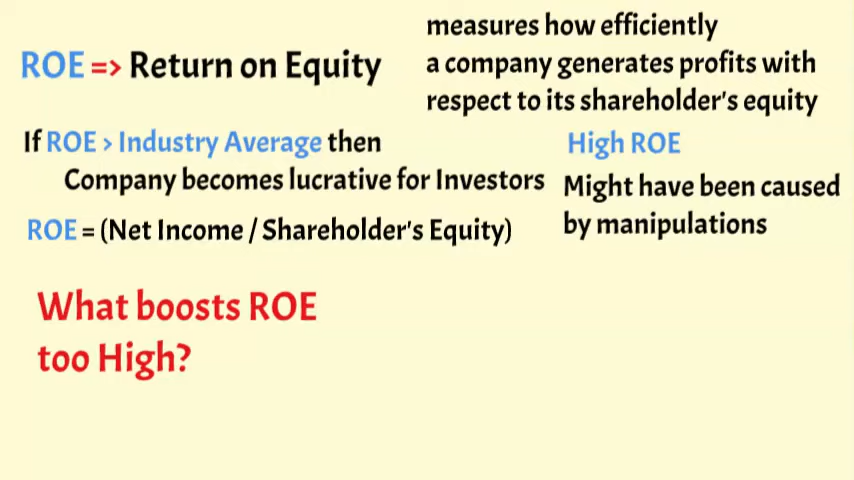 ROE => Return on Equity
measures how efficiently
a company generates profits with
respect to its shareholder's equity
If ROE > Industry Average then
Company becomes lucrative for Investors
ROE = (Net Income / Shareholder's Equity)
High ROE
Might have been caused
by manipulations
What boosts ROE
too High?